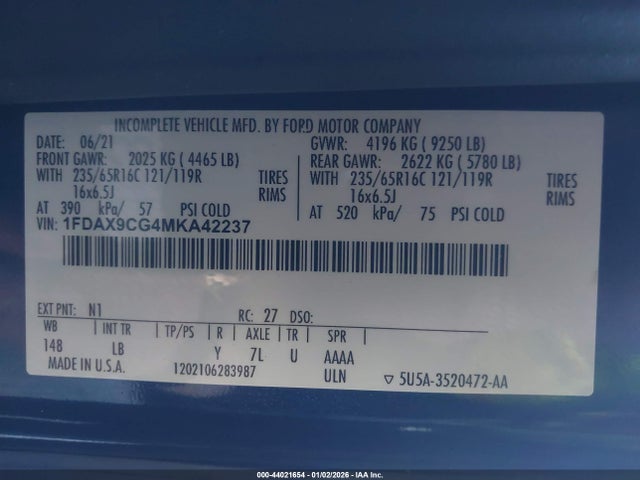 INCOMPLETE VEHICLE MFD. BY FORD MOTOR COMPANY
DATE: 06/21 GVWR: 4196 KG (9250 LB)
FRONT GAWR: 2025 KG (4465 LB) REAR GAWR: 2622 KG (5780 LB)
WITH 235/65R16C 121/119R TIRES WITH 235/65R16C 121/119R TIRES
16x6.5J RIMS 16x6.5J RIMS
AT 390 kPa/ 57 PSI COLD AT 520 kPa/ 75 PSI COLD
VIN: 1FDAX9CG4MKA42237
EXT PNT: N1 RC: 27 DSO:
WB INT TR TP/PS R AXLE TR SPR
148 LB Y 7L U AAAA
MADE IN U.S.A. 1202106283987 ULN ▽ 5U5A-3520472-AA
000-44021654 - 01/02/2026 - IAA Inc.